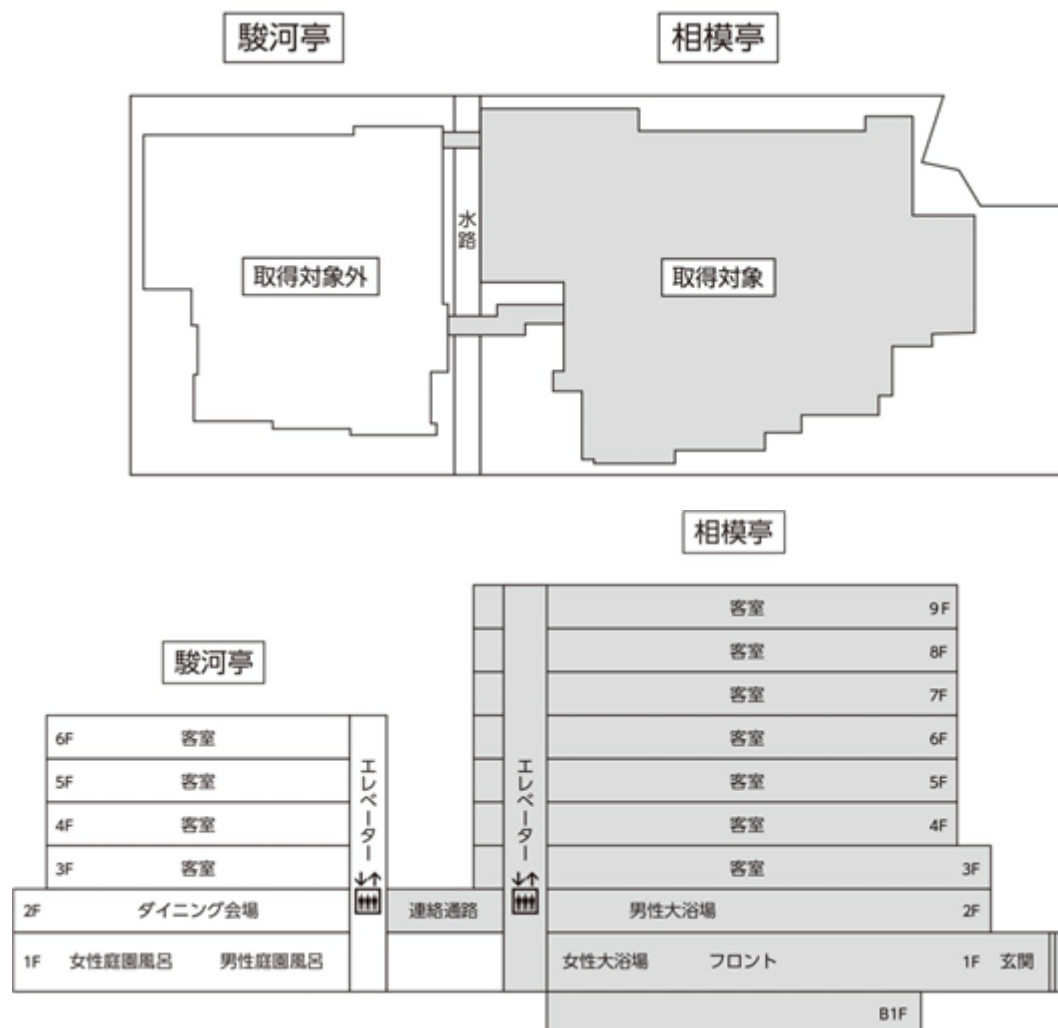 駿河亭
相模亭
水路
取得対象外
取得対象
相模亭
駿河亭
客室 9F
客室 8F
客室 7F
6F 客室
客室 6F
5F 客室
客室 5F
4F 客室
客室 4F
3F 客室
客室 3F
エレベーター
エレベーター
2F ダイニング会場
連絡通路
男性大浴場 2F
1F 女性庭園風呂 男性庭園風呂
女性大浴場 フロント 1F 玄関
B1F